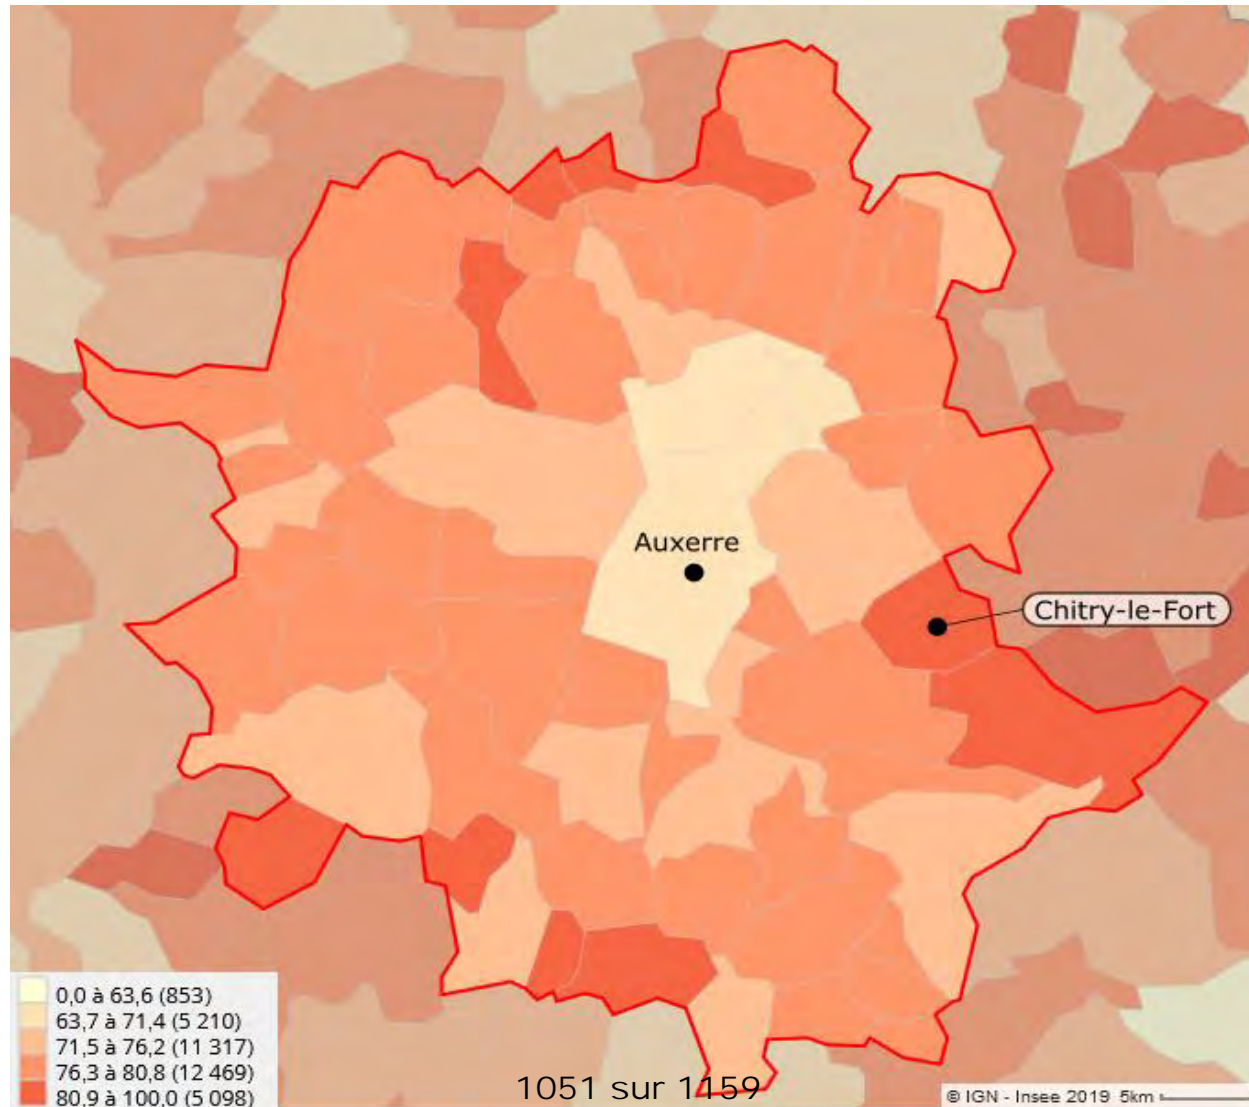 Auxerre
Chitry-le-Fort
0,0 à 63,6 (853)
63,7 à 71,4 (5 210)
71,5 à 76,2 (11 317)
76,3 à 80,8 (12 469)
80,9 à 100,0 (5 098)
1051 sur 1159
© IGN - Insee 2019 5km